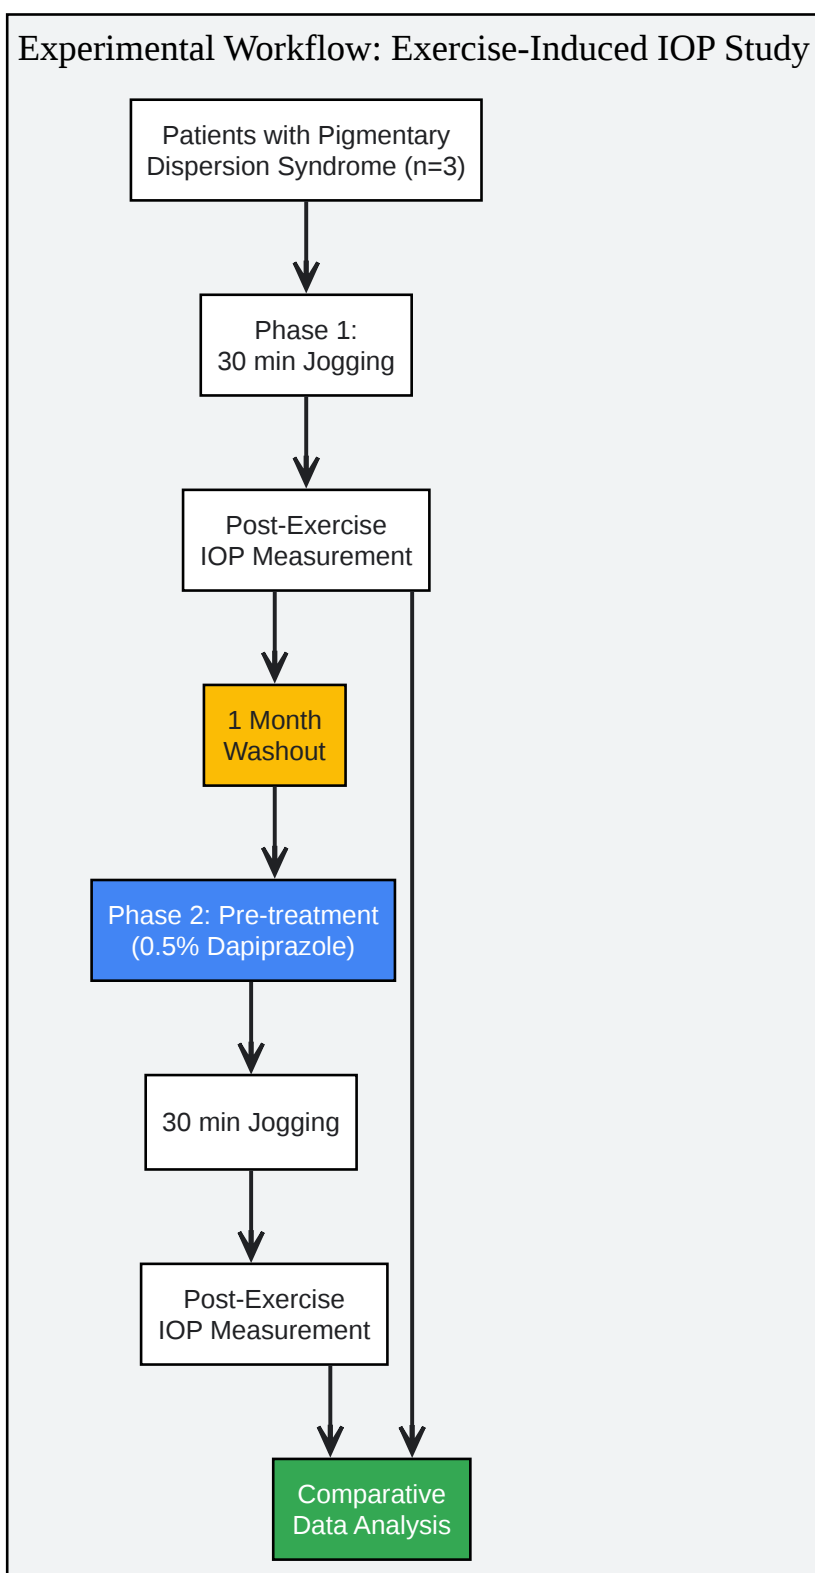 Experimental Workflow: Exercise-Induced IOP Study
Patients with Pigmentary
Dispersion Syndrome (n=3)
Phase 1:
30 min Jogging
Post-Exercise
IOP Measurement
1 Month
Washout
Phase 2: Pre-treatment
(0.5% Dapiprazole)
30 min Jogging
Post-Exercise
IOP Measurement
Comparative
Data Analysis